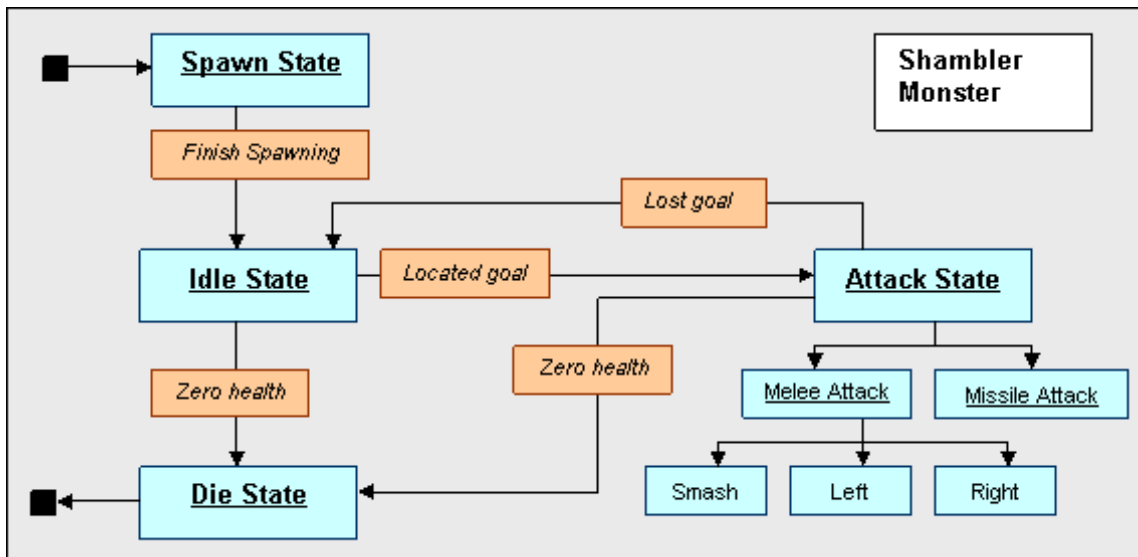 Spawn State
Shambler
Monster
Finish Spawning
Lost goal
Idle State
Located goal
Attack State
Zero health
Zero health
Melee Attack
Missile Attack
Die State
Smash
Left
Right